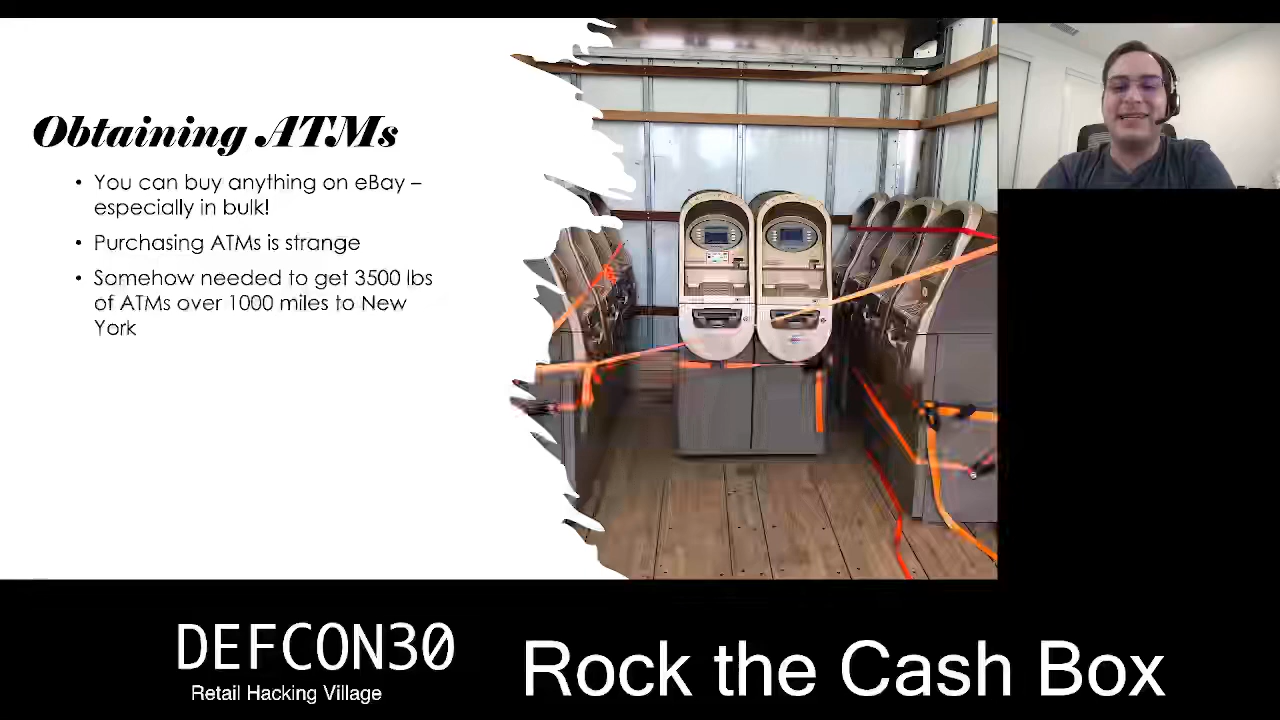 Obtaining ATMs
• You can buy anything on eBay –
especially in bulk!
• Purchasing ATMs is strange
• Somehow needed to get 3500 lbs
of ATMs over 1000 miles to New
York
DEFCON30
Retail Hacking Village
Rock the Cash Box